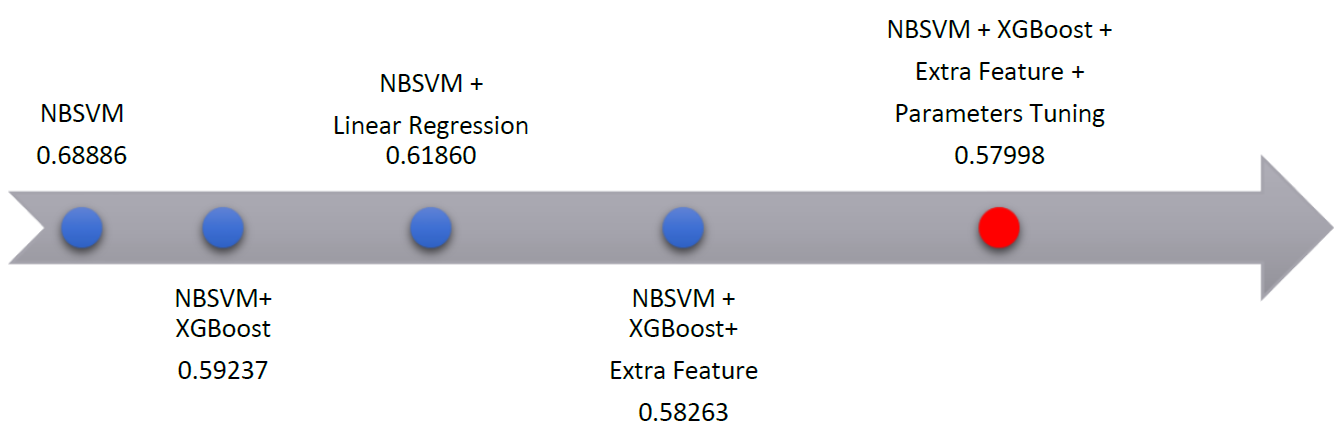 NBSVM
0.68886
NBSVM+
XGBoost
0.59237
NBSVM +
Linear Regression
0.61860
NBSVM +
XGBoost+
Extra Feature
0.58263
NBSVM + XGBoost +
Extra Feature +
Parameters Tuning
0.57998